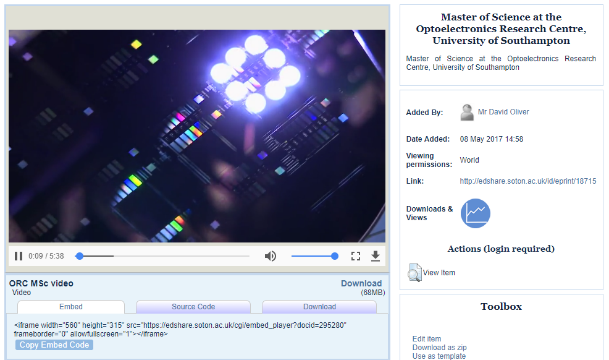 0:09 / 5:38
ORC MSc video
Video
Download
(68MB)
Embed
Source Code
Download
<iframe width="560" height="315" src="https://edshare.soton.ac.uk/cgi/embed_player?docid=295280"
frameborder="0" allowfullscreen="1"></iframe>
Copy Embed Code
Master of Science at the
Optoelectronics Research Centre,
University of Southampton
Master of Science at the Optoelectronics Research
Centre, University of Southampton
Added By: Mr David Oliver
Date Added: 08 May 2017 14:58
Viewing
permissions: World
Link: http://edshare.soton.ac.uk/id/eprint/18715
Downloads &
Views
Actions (login required)
View Item
Toolbox
Edit item
Download as zip
Use as template